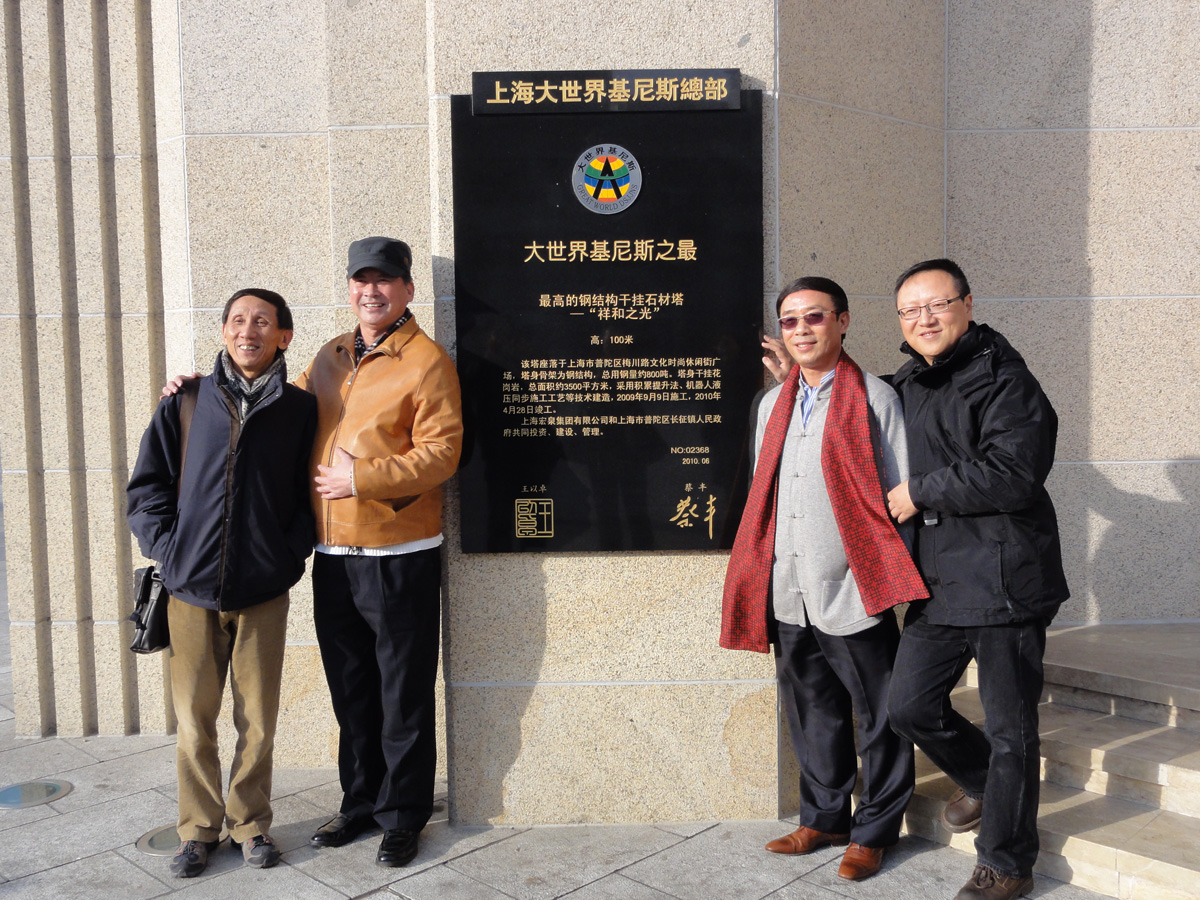 上海大世界基尼斯總部
大世界基尼斯
GREAT WORLD GUINNESS
大世界基尼斯之最
最高的钢结构干挂石材塔
—“祥和之光”
高：100米
该塔座落于上海市普陀区梅川路文化时尚休闲街广
场，塔身骨架为钢结构，总用钢量约800吨。塔身干挂花
岗岩，总面积约3500平方米，采用积累提升法、机器人液
压同步施工工艺等技术建造，2009年9月9日施工，2010年
4月28日竣工。
上海宏泉集团有限公司和上海市普陀区长征镇人民政
府共同投资、建设、管理。
NO:02368
2010. 06
王以卓
蔡丰
蔡丰